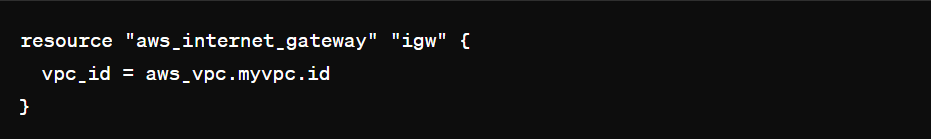 resource "aws_internet_gateway" "igw" {
  vpc_id = aws_vpc.myvpc.id
}